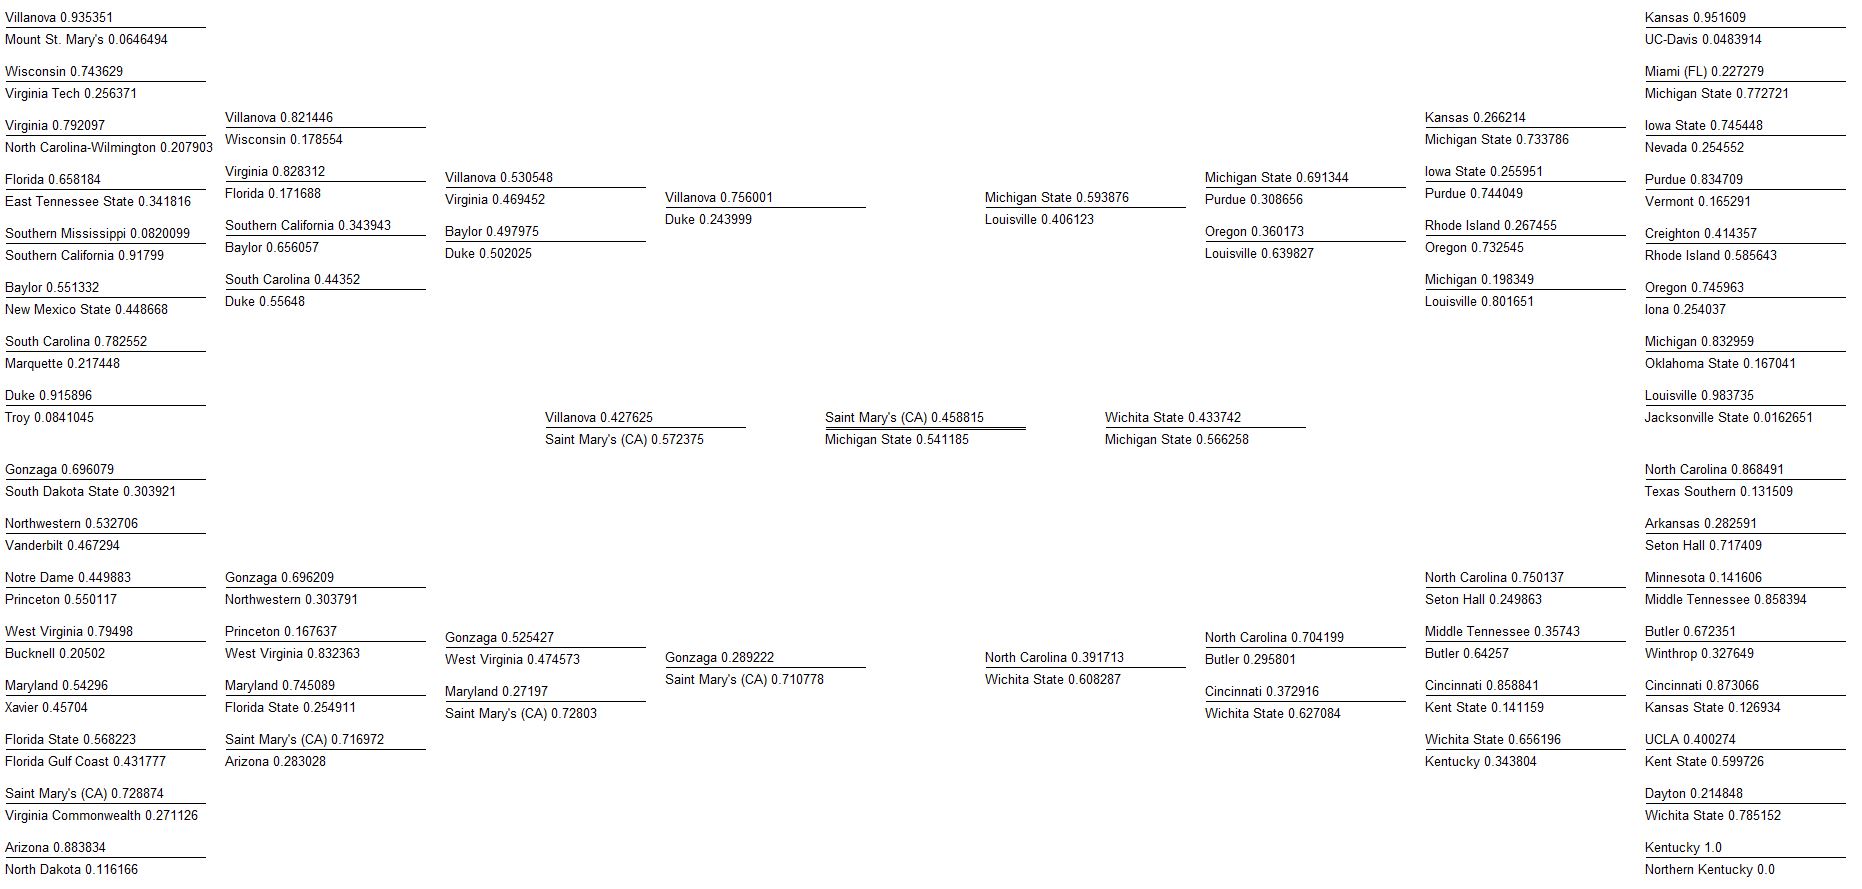 Villanova 0.935351
Mount St. Mary's 0.0646494
Wisconsin 0.743629
Virginia Tech 0.256371
Virginia 0.792097
North Carolina-Wilmington 0.207903
Florida 0.658184
East Tennessee State 0.341816
Southern Mississippi 0.0820099
Southern California 0.91799
Baylor 0.551332
New Mexico State 0.448668
South Carolina 0.782552
Marquette 0.217448
Duke 0.915896
Troy 0.0841045
Gonzaga 0.696079
South Dakota State 0.303921
Northwestern 0.532706
Vanderbilt 0.467294
Notre Dame 0.449883
Princeton 0.550117
West Virginia 0.79498
Bucknell 0.20502
Maryland 0.54296
Xavier 0.45704
Florida State 0.568223
Florida Gulf Coast 0.431777
Saint Mary's (CA) 0.728874
Virginia Commonwealth 0.271126
Arizona 0.883834
North Dakota 0.116166
Villanova 0.821446
Wisconsin 0.178554
Virginia 0.828312
Florida 0.171688
Southern California 0.343943
Baylor 0.656057
South Carolina 0.44352
Duke 0.55648
Gonzaga 0.696209
Northwestern 0.303791
Princeton 0.167637
West Virginia 0.832363
Maryland 0.745089
Florida State 0.254911
Saint Mary's (CA) 0.716972
Arizona 0.283028
Villanova 0.530548
Virginia 0.469452
Baylor 0.497975
Duke 0.502025
Gonzaga 0.525427
West Virginia 0.474573
Maryland 0.27197
Saint Mary's (CA) 0.72803
Villanova 0.756001
Duke 0.243999
Gonzaga 0.289222
Saint Mary's (CA) 0.710778
Villanova 0.427625
Saint Mary's (CA) 0.572375
Saint Mary's (CA) 0.458815
Michigan State 0.541185
Wichita State 0.433742
Michigan State 0.566258
Michigan State 0.593876
Louisville 0.406123
North Carolina 0.391713
Wichita State 0.608287
Michigan State 0.691344
Purdue 0.308656
Oregon 0.360173
Louisville 0.639827
North Carolina 0.704199
Butler 0.295801
Cincinnati 0.372916
Wichita State 0.627084
Kansas 0.266214
Michigan State 0.733786
Iowa State 0.255951
Purdue 0.744049
Rhode Island 0.267455
Oregon 0.732545
Michigan 0.198349
Louisville 0.801651
North Carolina 0.750137
Seton Hall 0.249863
Middle Tennessee 0.35743
Butler 0.64257
Cincinnati 0.858841
Kent State 0.141159
Wichita State 0.656196
Kentucky 0.343804
Kansas 0.951609
UC-Davis 0.0483914
Miami (FL) 0.227279
Michigan State 0.772721
Iowa State 0.745448
Nevada 0.254552
Purdue 0.834709
Vermont 0.165291
Creighton 0.414357
Rhode Island 0.585643
Oregon 0.745963
Iona 0.254037
Michigan 0.832959
Oklahoma State 0.167041
Louisville 0.983735
Jacksonville State 0.0162651
North Carolina 0.868491
Texas Southern 0.131509
Arkansas 0.282591
Seton Hall 0.717409
Minnesota 0.141606
Middle Tennessee 0.858394
Butler 0.672351
Winthrop 0.327649
Cincinnati 0.873066
Kansas State 0.126934
UCLA 0.400274
Kent State 0.599726
Dayton 0.214848
Wichita State 0.785152
Kentucky 1.0
Northern Kentucky 0.0